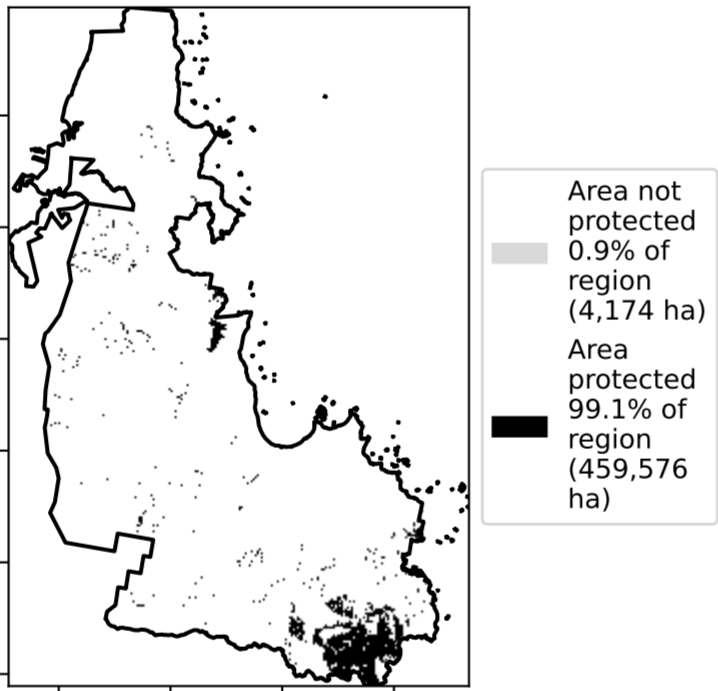 Area not
protected
0.9% of
region
(4,174 ha)
Area
protected
99.1% of
region
(459,576
ha)